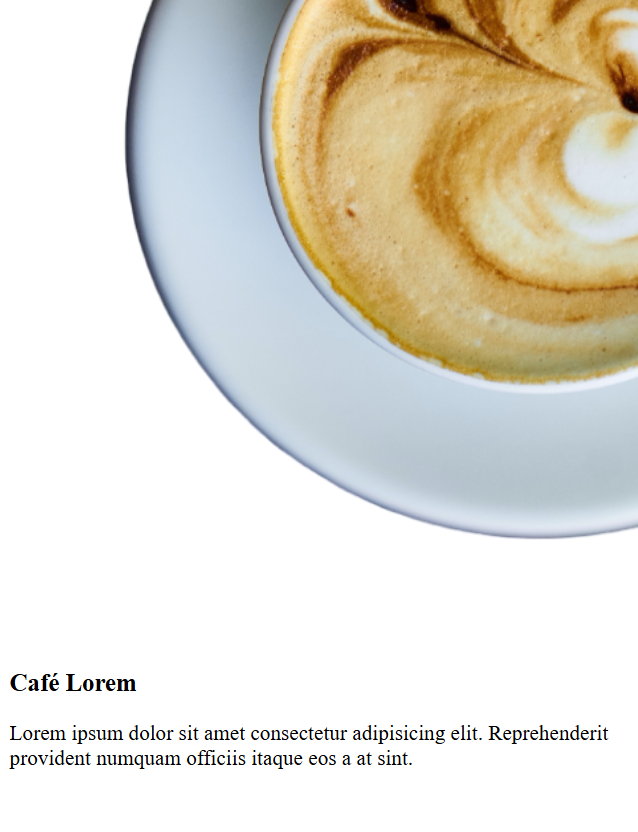 Café Lorem
Lorem ipsum dolor sit amet consectetur adipisicing elit. Reprehenderit
provident numquam officiis itaque eos a at sint.